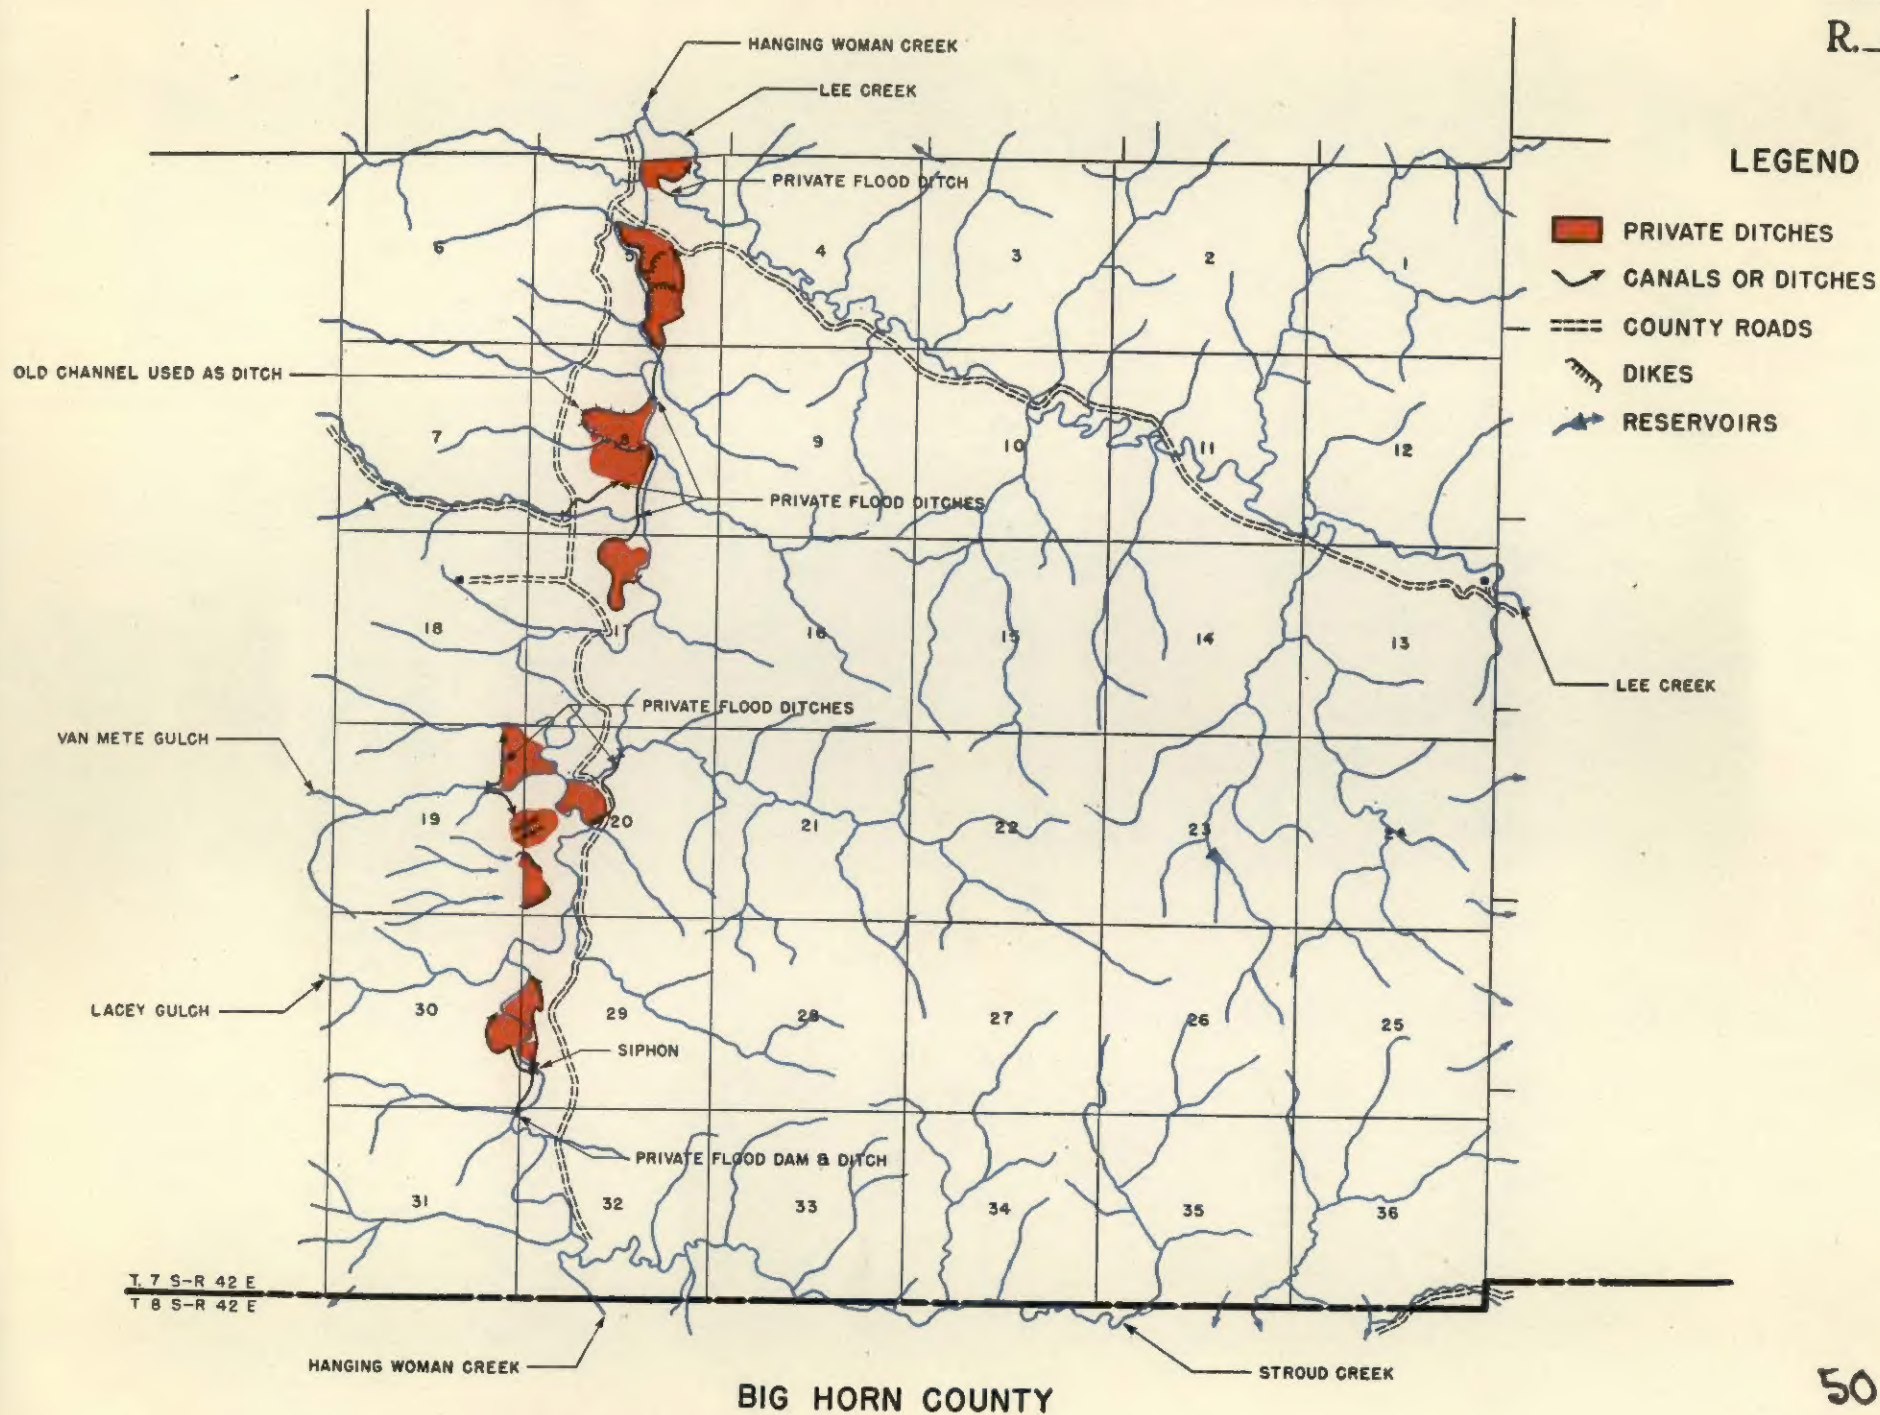 R.
HANGING WOMAN CREEK
LEE CREEK
LEGEND
PRIVATE FLOOD DITCH
PRIVATE DITCHES
6
5
4
3
2
1
CANALS OR DITCHES
COUNTY ROADS
OLD CHANNEL USED AS DITCH
DIKES
RESERVOIRS
7
8
9
10
11
12
PRIVATE FLOOD DITCHES
18
17
16
15
14
13
LEE CREEK
PRIVATE FLOOD DITCHES
VAN METE GULCH
19
20
21
22
23
24
LACEY GULCH
30
29
28
27
26
25
SIPHON
PRIVATE FLOOD DAM & DITCH
31
32
33
34
35
36
T. 7 S-R 42 E
T 8 S-R 42 E
HANGING WOMAN CREEK
STROUD CREEK
BIG HORN COUNTY
50